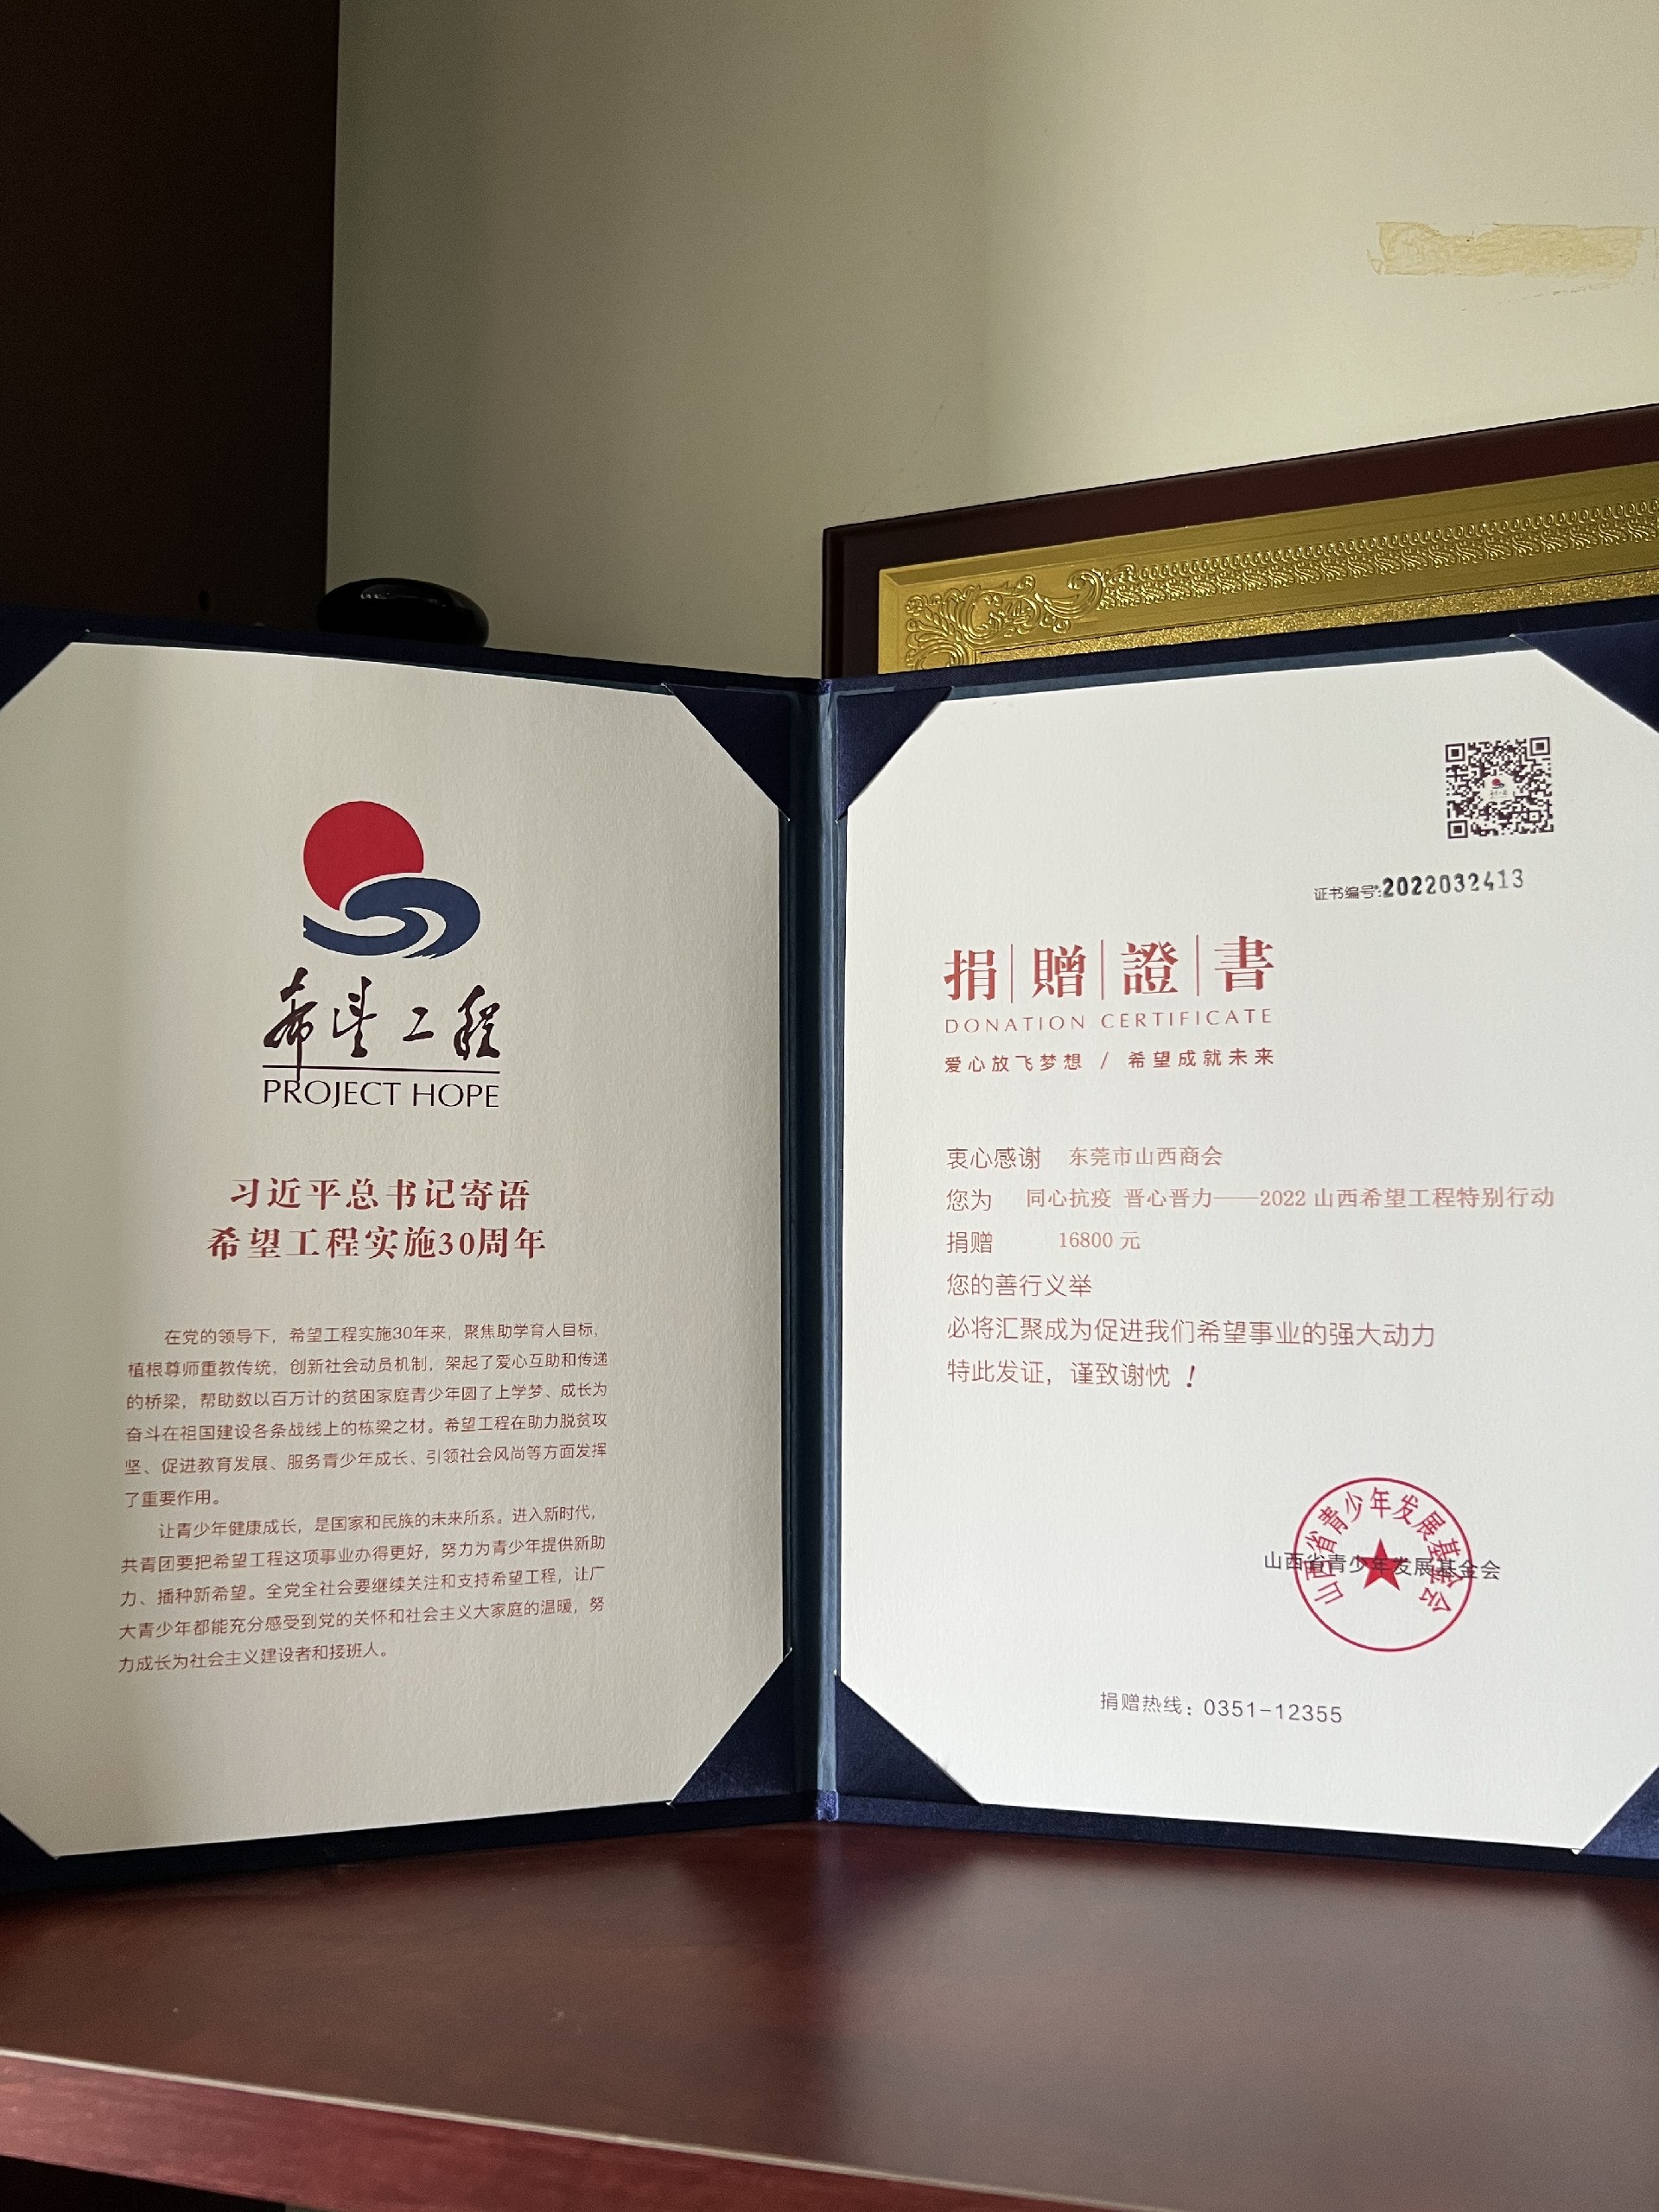 希望工程
PROJECT HOPE
习近平总书记寄语
希望工程实施30周年
在党的领导下，希望工程实施30年来，聚焦助学育人目标，
植根尊师重教传统，创新社会动员机制，架起了爱心互助和传递
的桥梁，帮助数以百万计的贫困家庭青少年圆了上学梦、成长为
奋斗在祖国建设各条战线上的栋梁之材。希望工程在助力脱贫攻
坚、促进教育发展、服务青少年成长、引领社会风尚等方面发挥
了重要作用。
让青少年健康成长，是国家和民族的未来所系。进入新时代，
共青团要把希望工程这项事业办得更好，努力为青少年提供新助
力、播种新希望。全党全社会要继续关注和支持希望工程，让广
大青少年都能充分感受到党的关怀和社会主义大家庭的温暖，努
力成长为社会主义建设者和接班人。
证书编号:2022032413
捐贈證書
DONATION CERTIFICATE
爱心放飞梦想 / 希望成就未来
衷心感谢 东莞市山西商会
您为 同心抗疫 晋心晋力——2022 山西希望工程特别行动
捐赠 16800 元
您的善行义举
必将汇聚成为促进我们希望事业的强大动力
特此发证，谨致谢忱！
山西省青少年发展基金会
山西省青少年发展基金会
捐赠热线：0351-12355